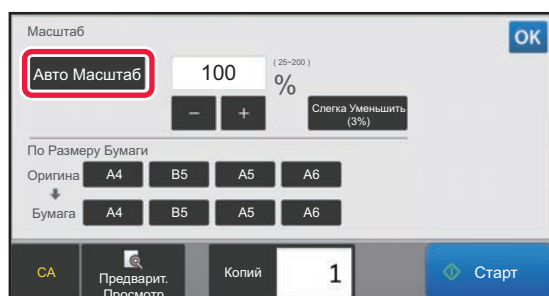 Масштаб
OK
Авто Масштаб
100
(25~200)
%
− +
Слегка Уменьшить
(3%)
По Размеру Бумаги
Оригина A4 B5 A5 A6
Бумага A4 B5 A5 A6
CA
Предварит.
Просмотр
Копий
1
Старт